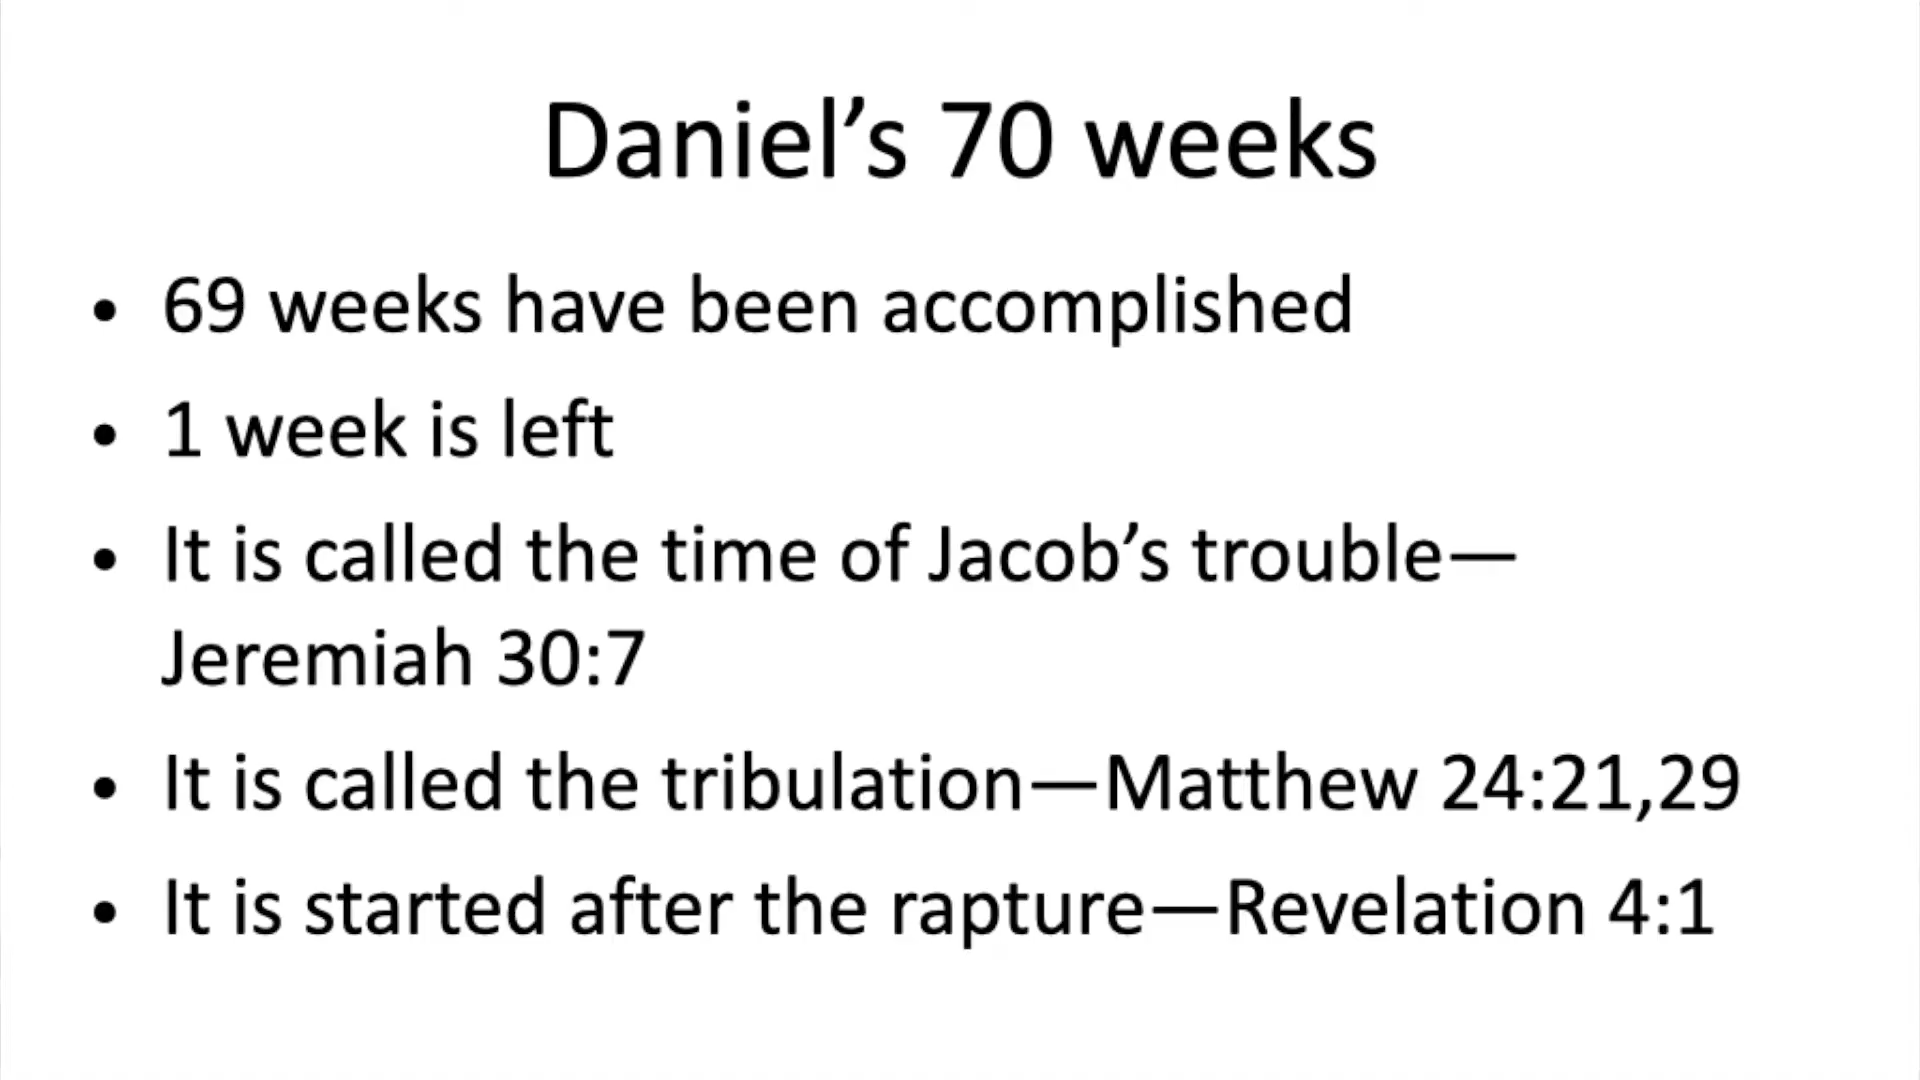 Daniel’s 70 weeks
• 69 weeks have been accomplished
• 1 week is left
• It is called the time of Jacob’s trouble—
Jeremiah 30:7
• It is called the tribulation—Matthew 24:21,29
• It is started after the rapture—Revelation 4:1